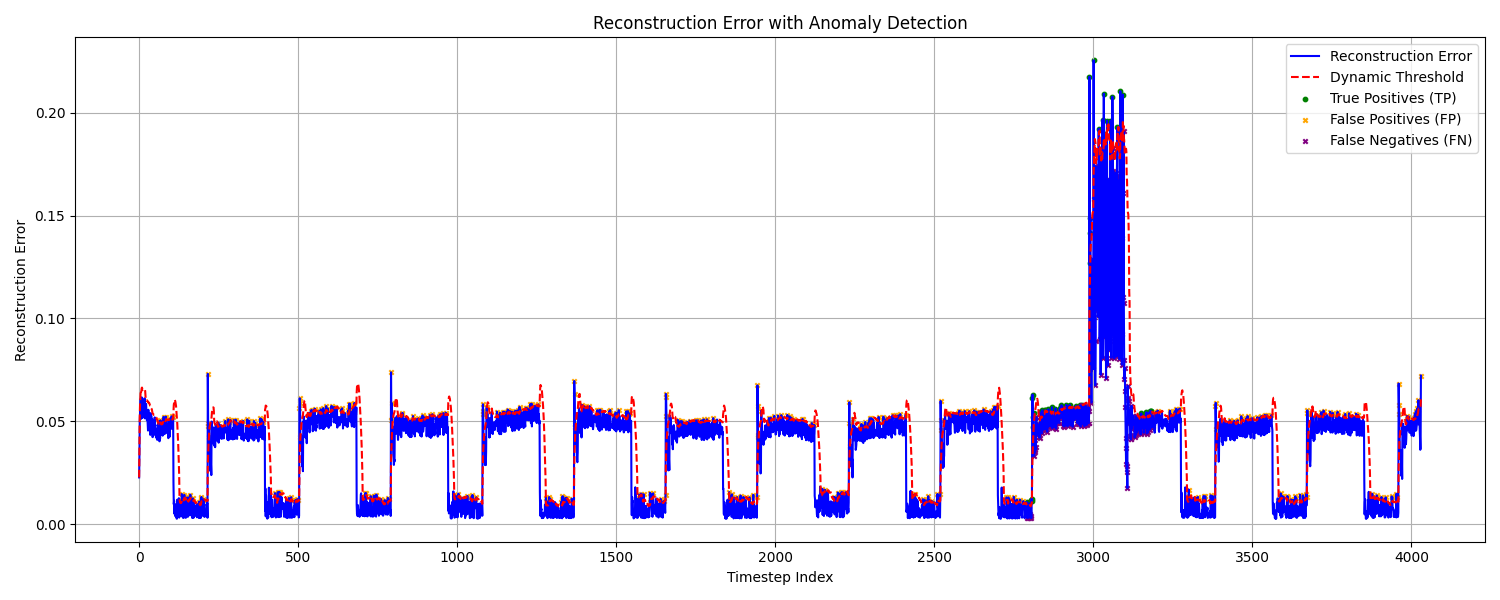 Reconstruction Error with Anomaly Detection
Reconstruction Error
Dynamic Threshold
True Positives (TP)
False Positives (FP)
False Negatives (FN)
Reconstruction Error
0.20
0.15
0.10
0.05
0.00
0 500 1000 1500 2000 2500 3000 3500 4000
Timestep Index